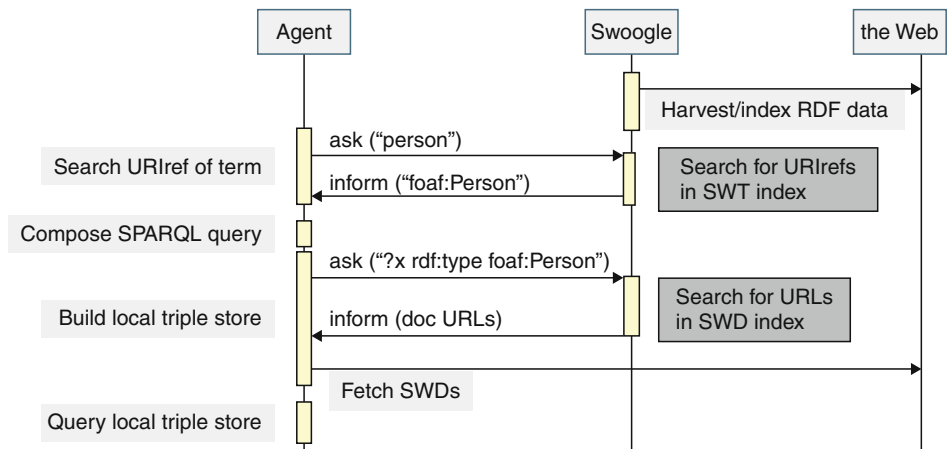 Agent
Swoogle
the Web
Harvest/index RDF data
ask (“person”)
Search URIref of term
Search for URIrefs
in SWT index
inform (“foaf:Person”)
Compose SPARQL query
ask (“?x rdf:type foaf:Person”)
Search for URLs
in SWD index
Build local triple store
inform (doc URLs)
Fetch SWDs
Query local triple store